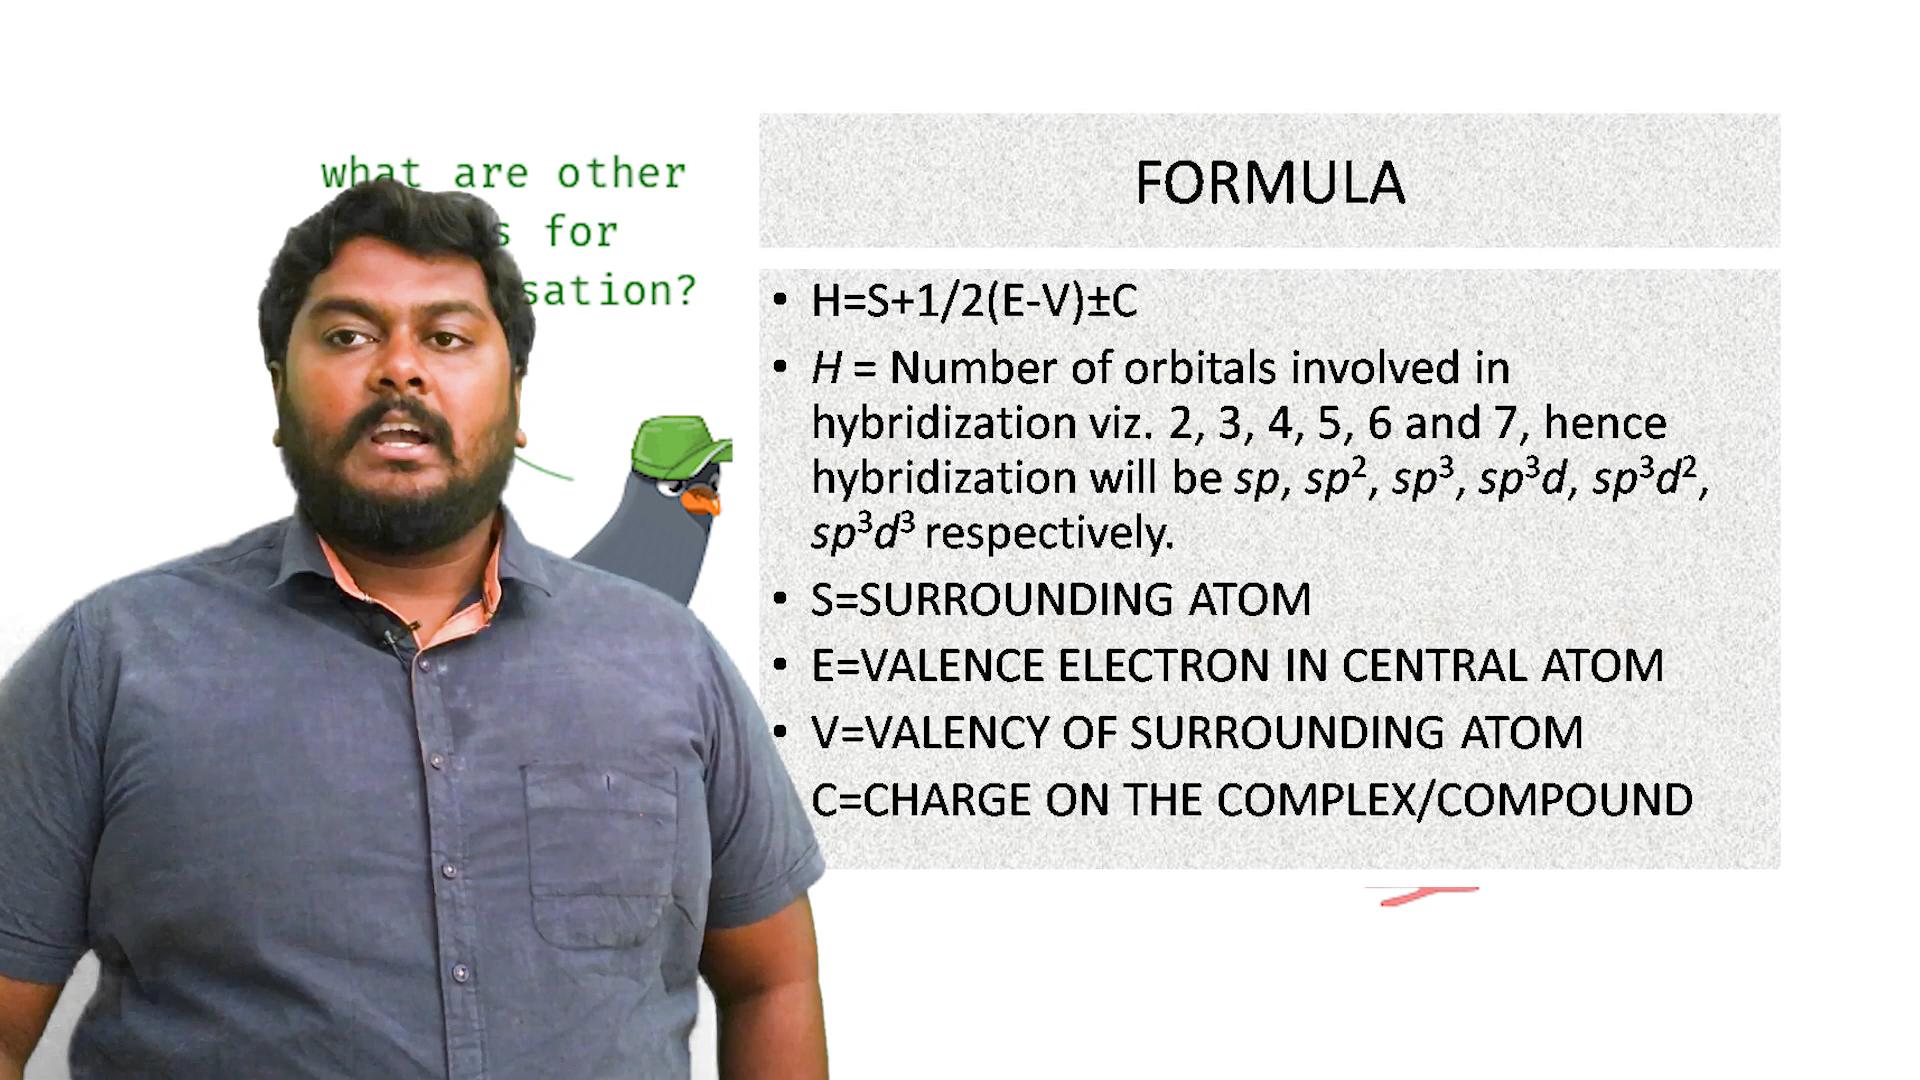 what are other
for
FORMULA
• H=S+1/2(E-V)±C
• H = Number of orbitals involved in
hybridization viz. 2, 3, 4, 5, 6 and 7, hence
hybridization will be sp, sp², sp³, sp³d, sp³d²,
sp³d³ respectively.
• S=SURROUNDING ATOM
• E=VALENCE ELECTRON IN CENTRAL ATOM
• V=VALENCY OF SURROUNDING ATOM
C=CHARGE ON THE COMPLEX/COMPOUND